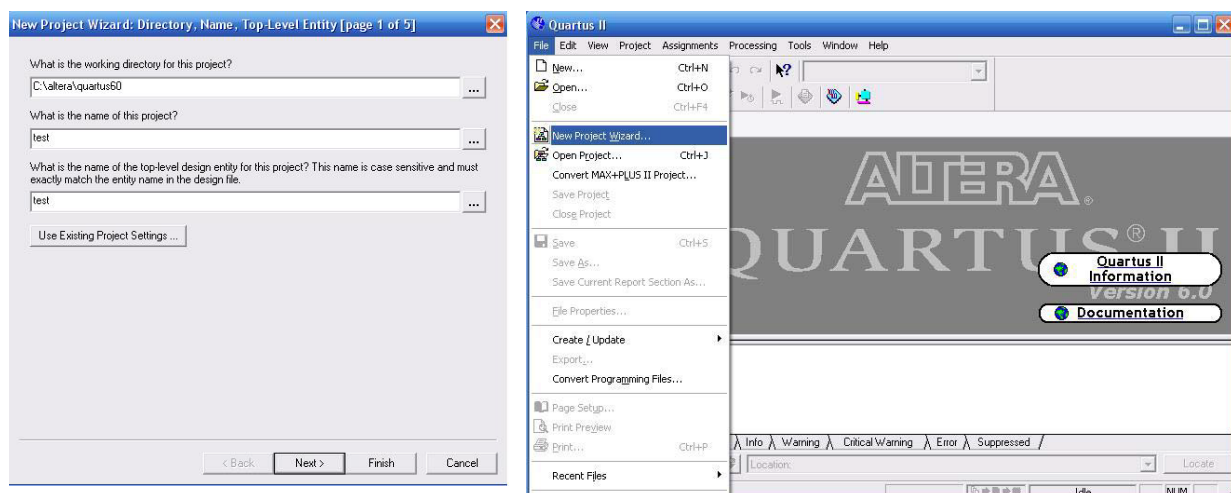 New Project Wizard: Directory, Name, Top-Level Entity [page 1 of 5]
What is the working directory for this project?
C:\altera\quartus60
...
What is the name of this project?
test
...
What is the name of the top-level design entity for this project? This name is case sensitive and must
exactly match the entity name in the design file.
test
...
Use Existing Project Settings ...
< Back
Next >
Finish
Cancel
Quartus II
File Edit View Project Assignments Processing Tools Window Help
New... Ctrl+N
Open... Ctrl+O
Close Ctrl+F4
New Project Wizard...
Open Project... Ctrl+J
Convert MAX+PLUS II Project...
Save Project
Close Project
Save Ctrl+S
Save As...
Save Current Report Section As...
File Properties...
Create / Update
Export...
Convert Programming Files...
Page Setup...
Print Preview
Print... Ctrl+P
Recent Files
ALTERA®
QUARTUS® II
Quartus II
Information
Version 6.0
Documentation
Info Warning Critical Warning Error Suppressed
Location:
Locate
Idle
NUM